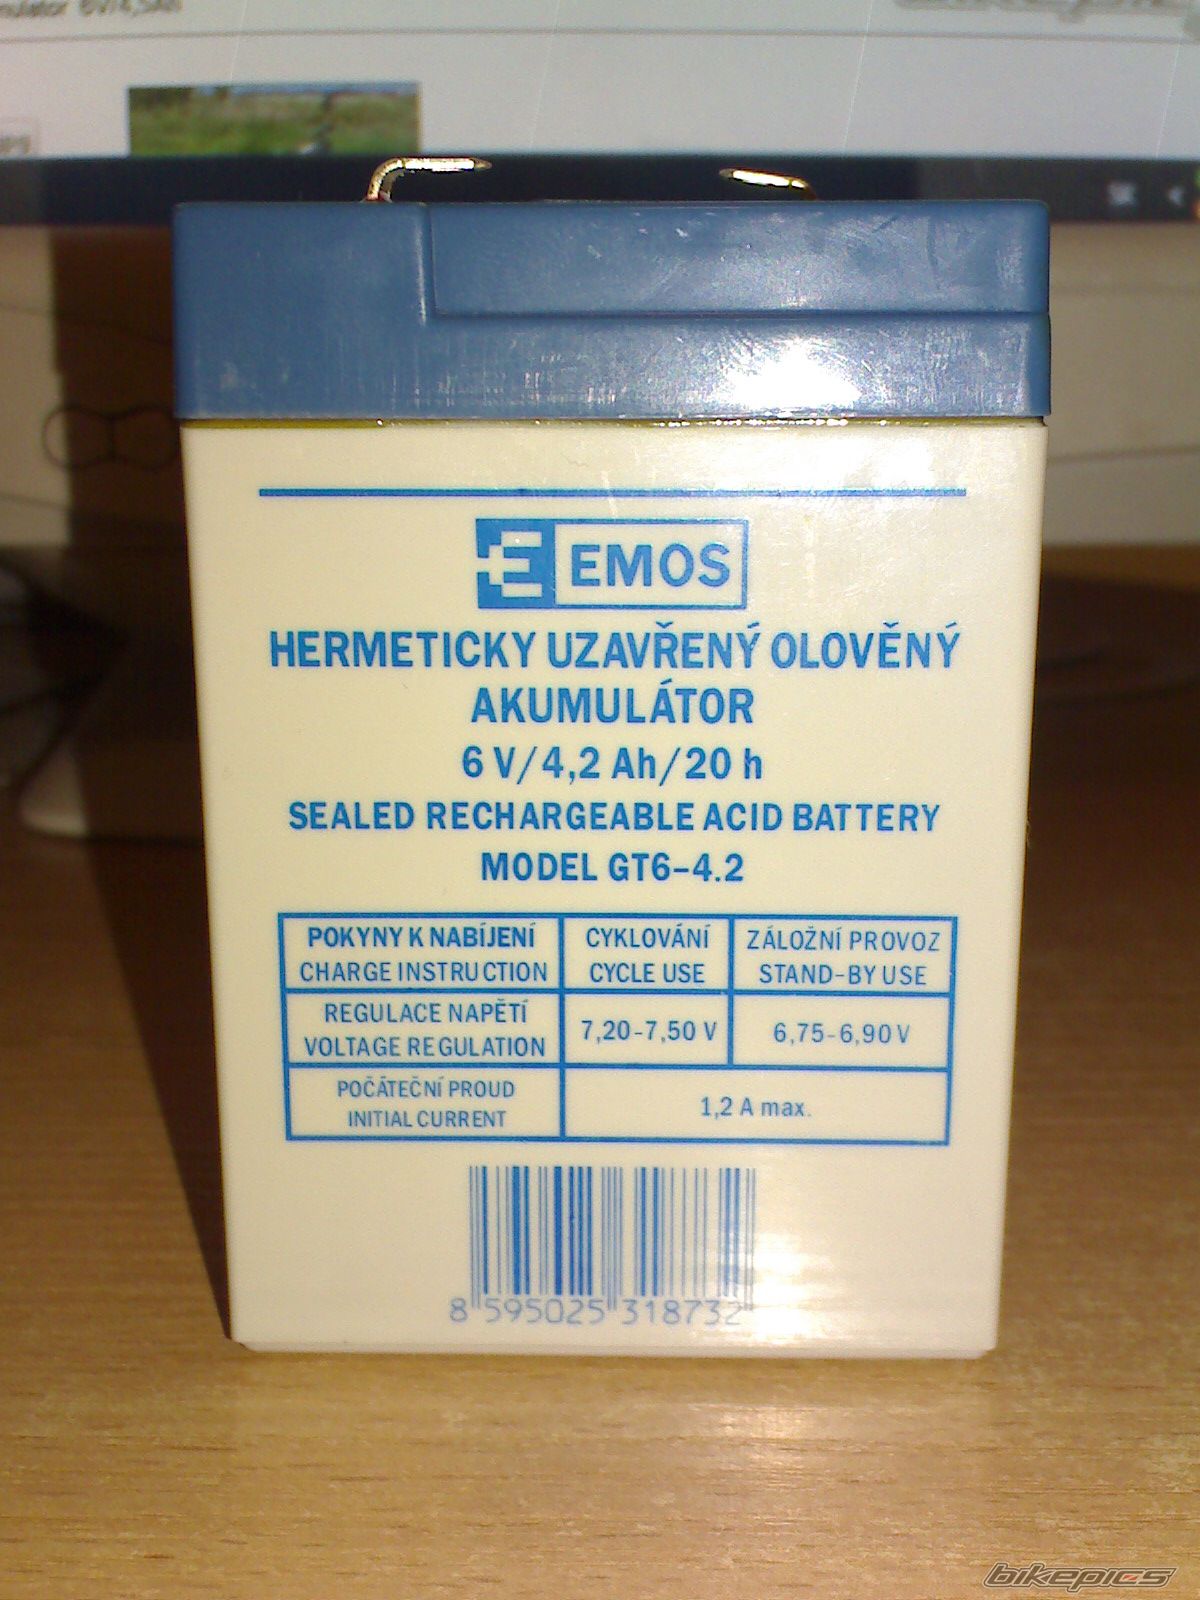 EMOS
HERMETICKY UZAVŘENÝ OLOVĚNÝ
AKUMULÁTOR
6 V/4,2 Ah/20 h
SEALED RECHARGEABLE ACID BATTERY
MODEL GT6-4.2
POKYNY K NABÍJENÍ
CHARGE INSTRUCTION
CYKLOVÁNÍ
CYCLE USE
ZÁLOŽNÍ PROVOZ
STAND-BY USE
REGULACE NAPĚTÍ
VOLTAGE REGULATION
7,20-7,50 V
6,75-6,90 V
POČÁTEČNÍ PROUD
INITIAL CURRENT
1,2 A max.
8 595025 318732
bikepics